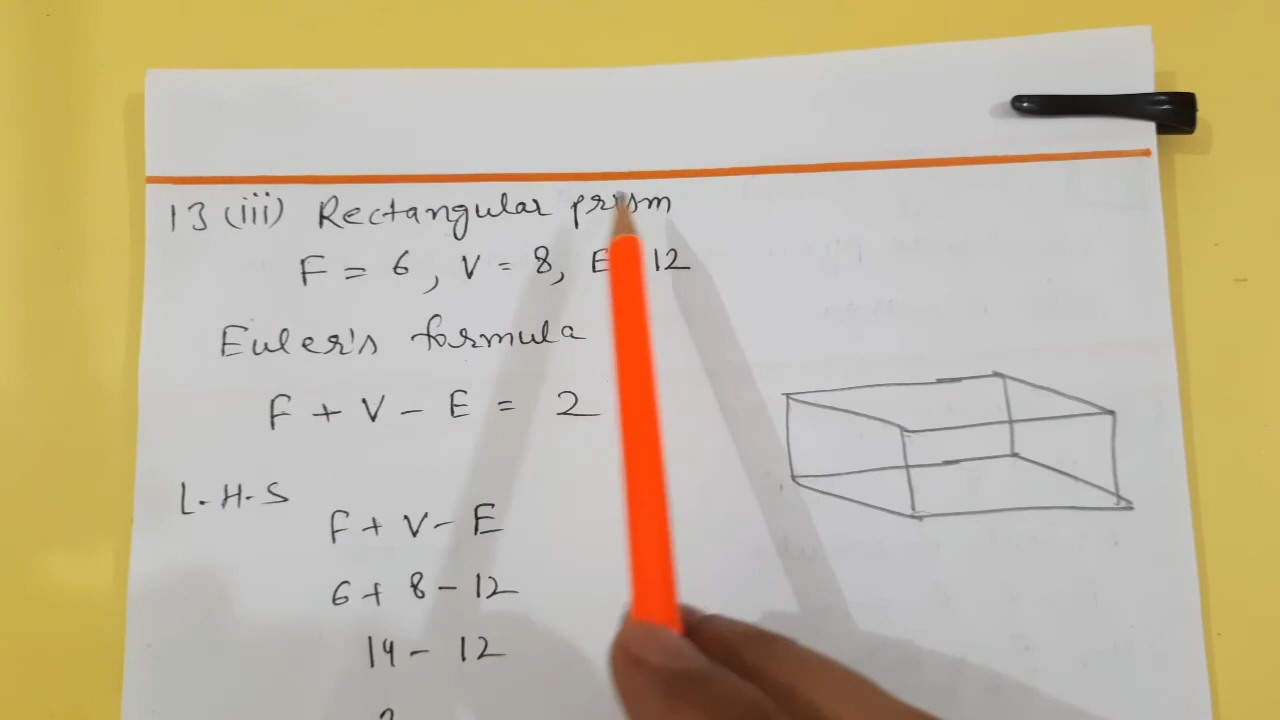 13 (iii) Rectangular prism
F = 6, V = 8, E 12
Euler's formula
F + V - E = 2
L.H.S
F + V - E
6 + 8 - 12
14 - 12